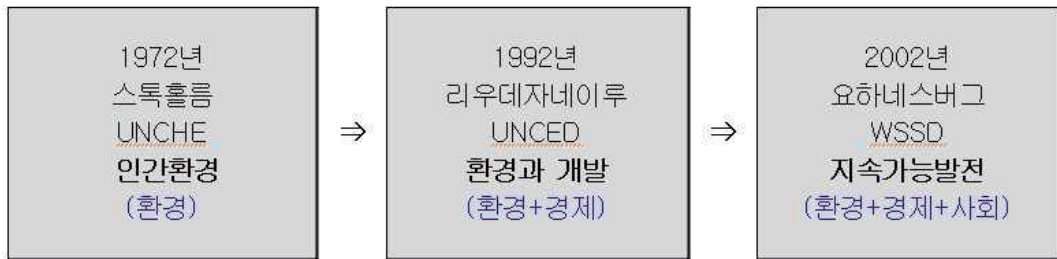 1972년
스톡홀름
UNCHE
인간환경
(환경)
⇒
1992년
리우데자네이루
UNCED
환경과 개발
(환경+경제)
⇒
2002년
요하네스버그
WSSD
지속가능발전
(환경+경제+사회)